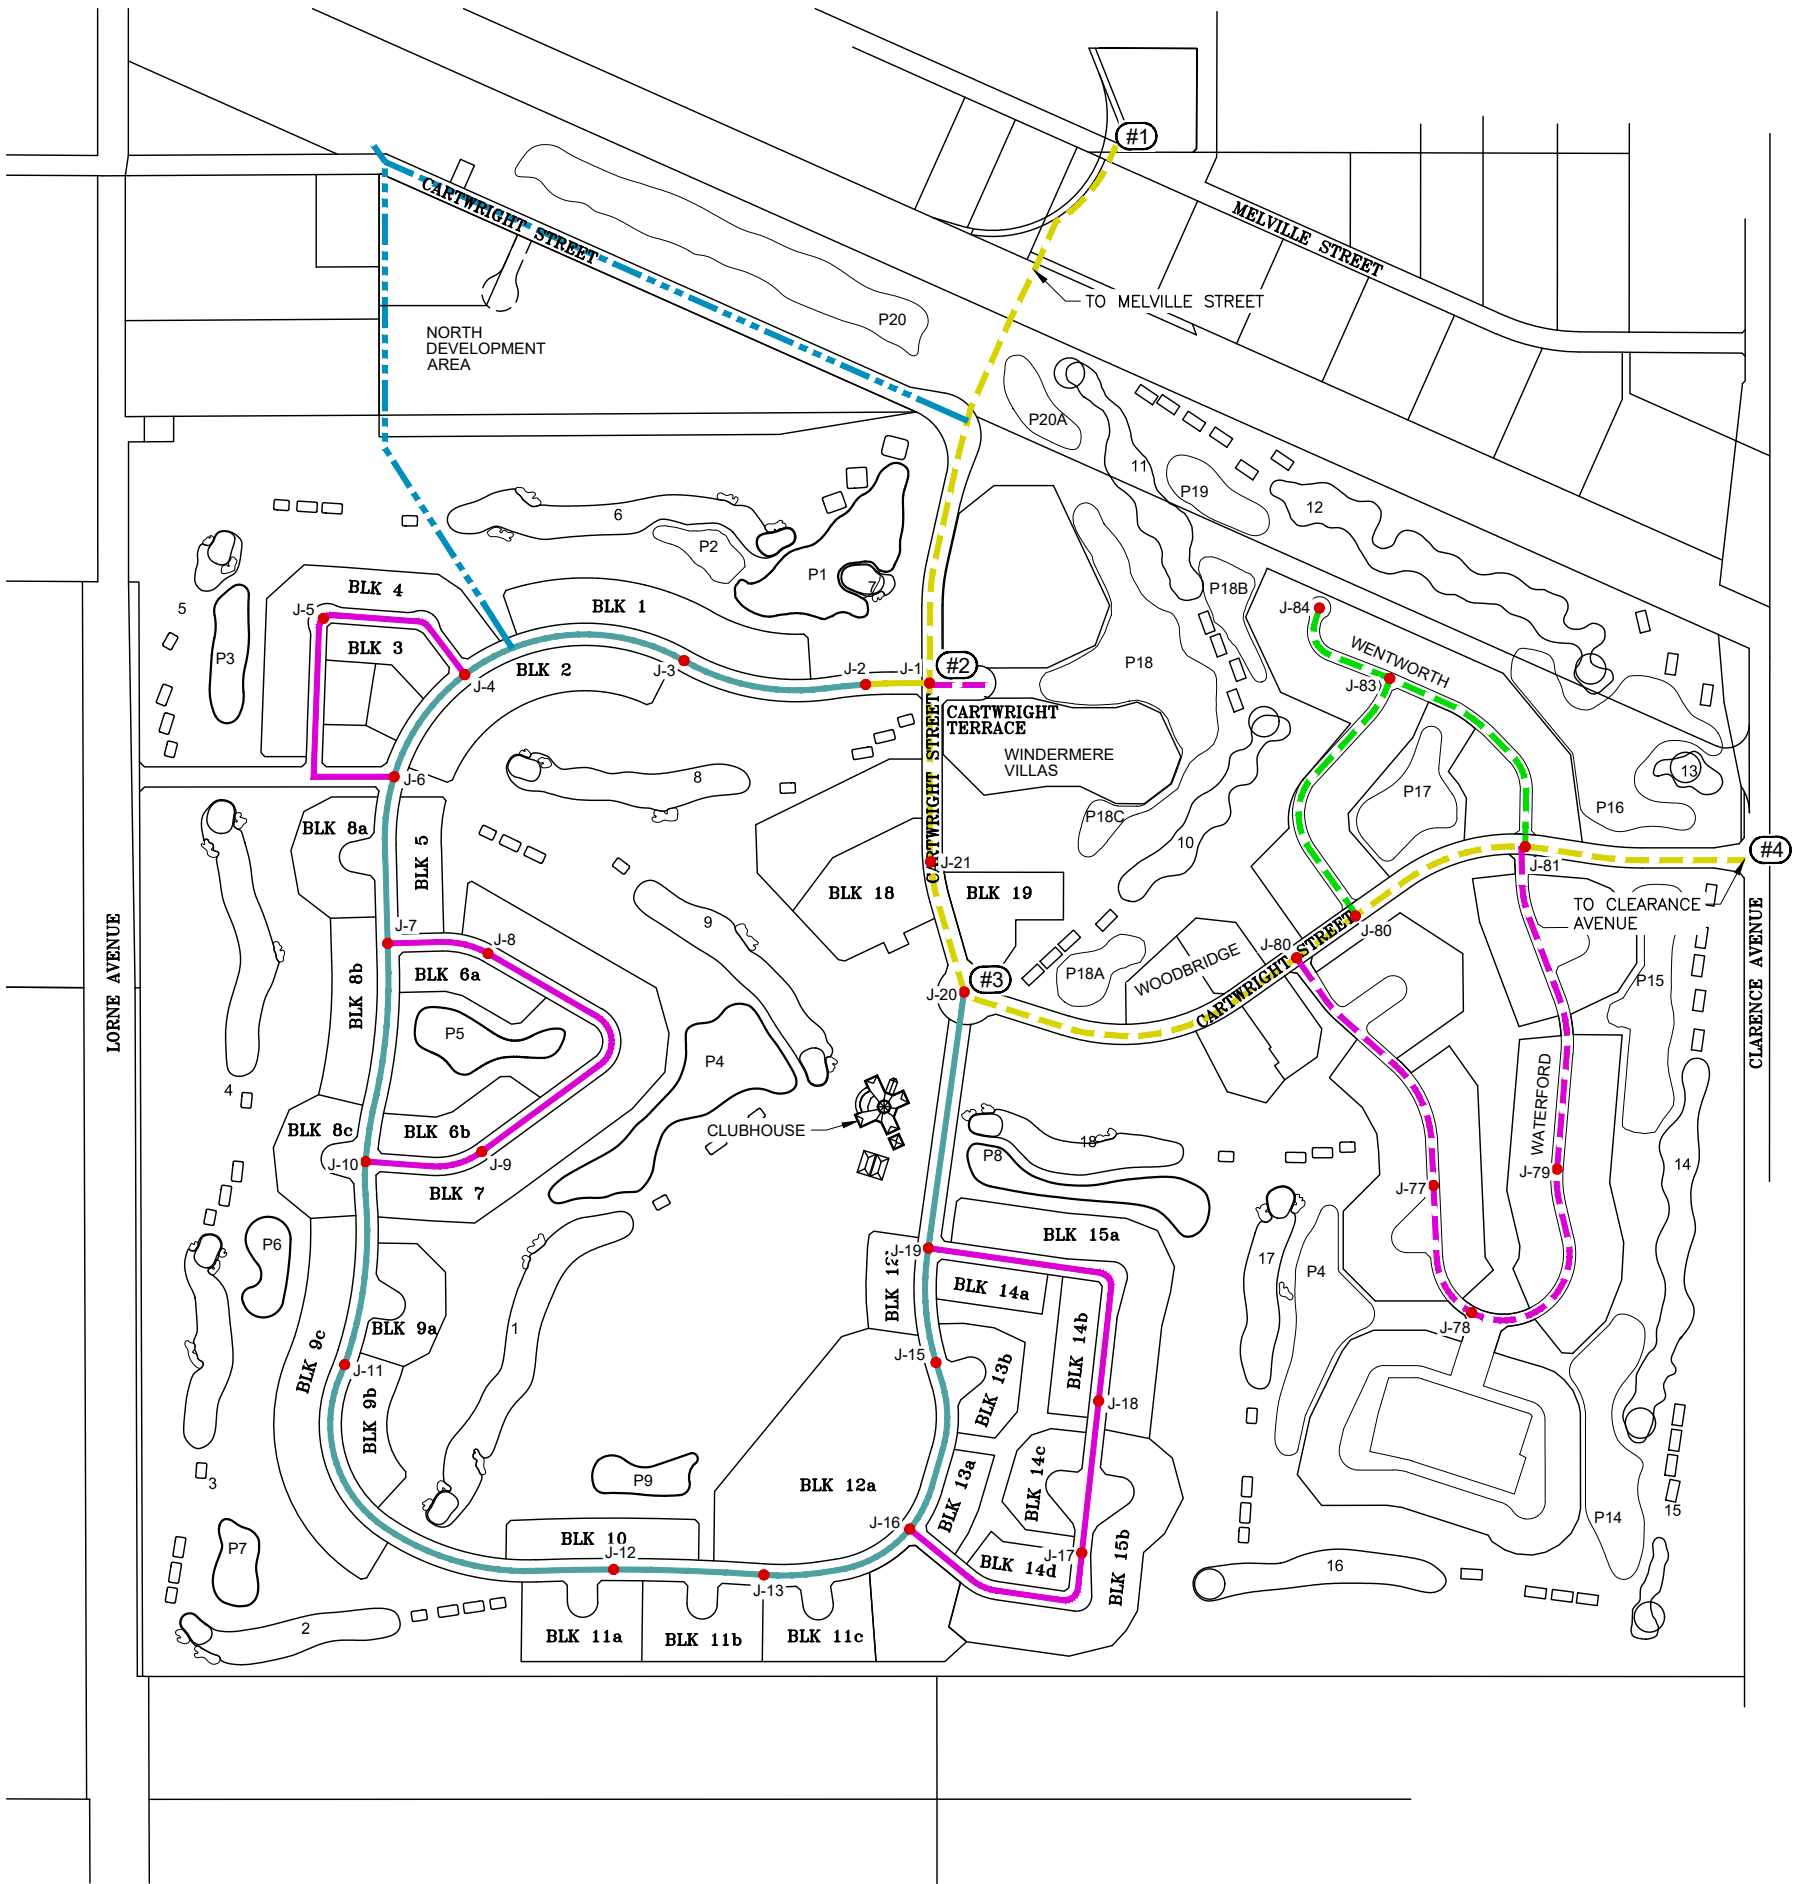 #1
CARTWRIGHT STREET
MELVILLE STREET
TO MELVILLE STREET
P20
NORTH
DEVELOPMENT
AREA
P20A
11
P19
12
6
P2
P1
7
P18B
BLK 4
BLK 1
5
J-5
J-84
BLK 3
WENTWORTH
P3
BLK 2
J-3
J-2
J-1
#2
P18
J-4
J-83
CARTWRIGHT
TERRACE
CARTWRIGHT STREET
WINDERMERE
VILLAS
J-6
8
13
P17
P16
P18C
BLK 8a
BLK 5
10
#4
J-21
J-81
BLK 18
BLK 19
TO CLEARANCE
AVENUE
9
J-7
J-8
J-80
J-80
LORNE AVENUE
CLARENCE AVENUE
BLK 6a
BLK 8b
#3
J-20
P18A
WOODBRIDGE
CARTWRIGHT STREET
P15
P5
P4
4
BLK 8c
BLK 6b
CLUBHOUSE
18
WATERFORD
J-10
J-9
P8
14
BLK 7
J-77
J-79
P6
BLK 15a
J-19
BLK 12
17
P4
BLK 14a
1
BLK 9a
BLK 9c
BLK 14b
J-78
J-15
BLK 13b
J-11
BLK 9b
J-18
3
P9
BLK 12a
BLK 13a
BLK 14c
15
P14
J-16
P7
BLK 10
J-12
J-17
BLK 14d
BLK 15b
16
J-13
2
BLK 11a
BLK 11b
BLK 11c